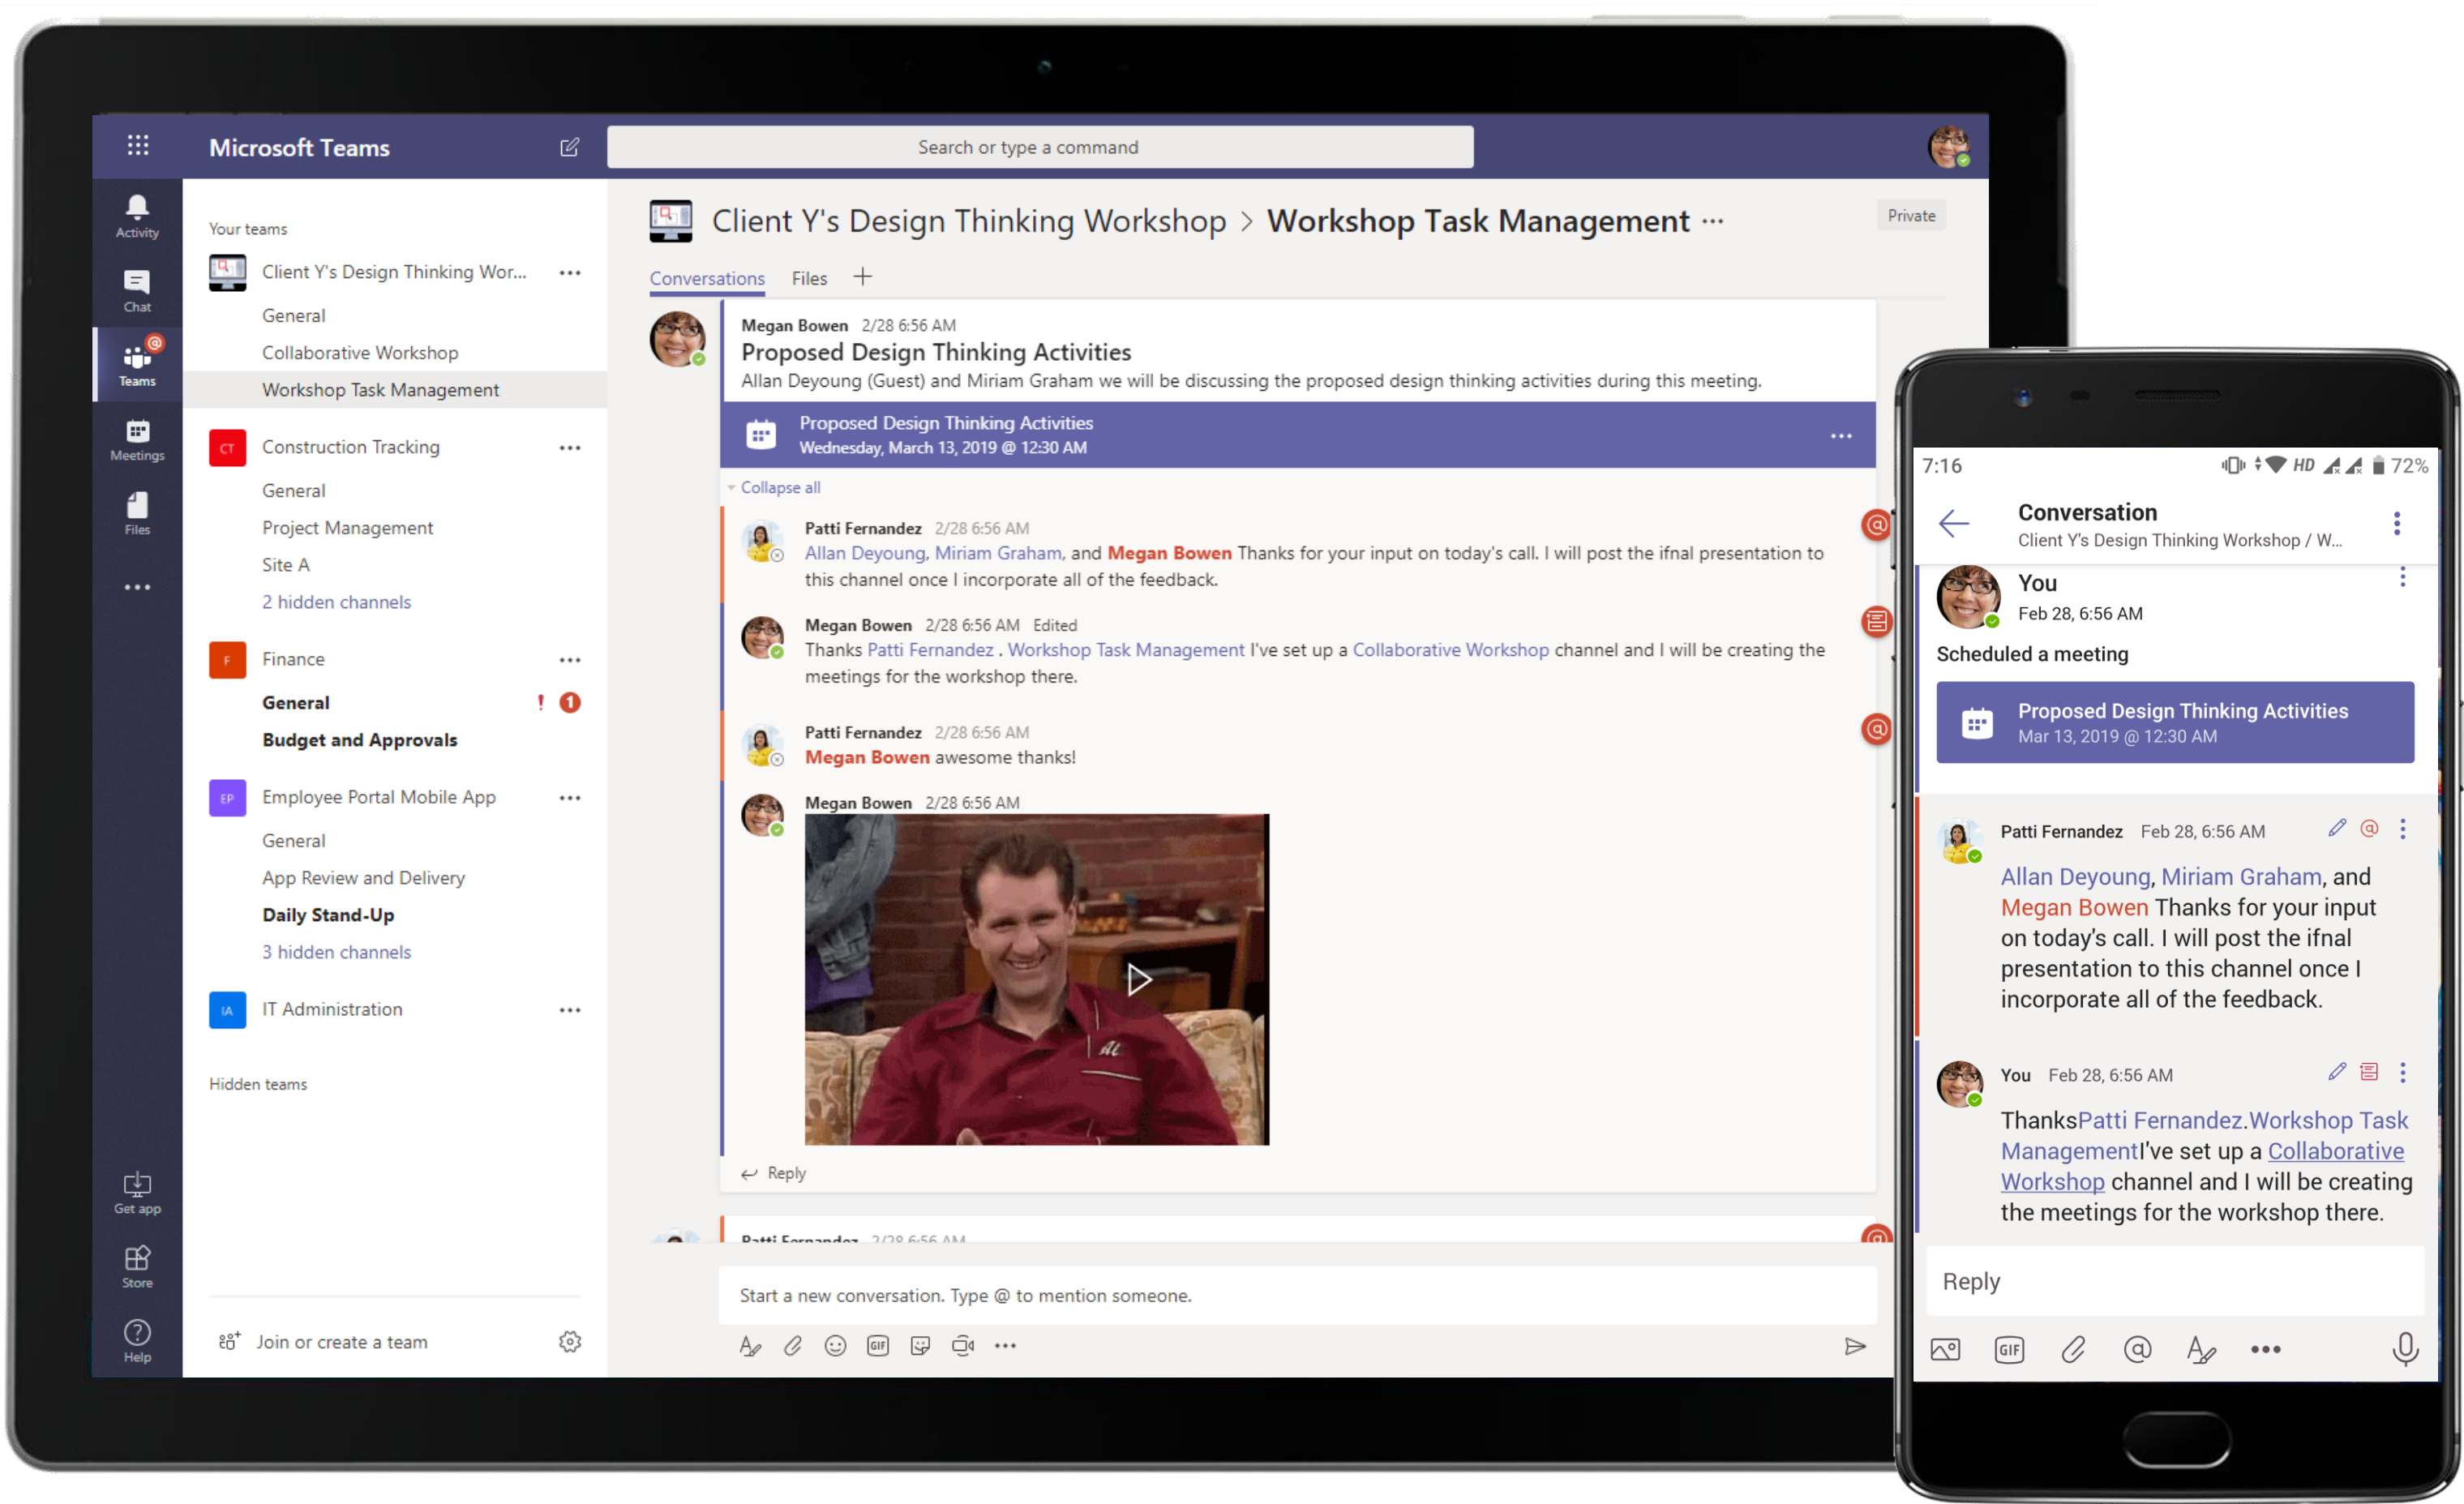 Microsoft Teams
Search or type a command
Activity
Chat
Teams
Meetings
Files
Get app
Store
Help
Your teams
Client Y's Design Thinking Wor...
General
Collaborative Workshop
Workshop Task Management
CT
Construction Tracking
General
Project Management
Site A
2 hidden channels
F
Finance
General ! 1
Budget and Approvals
EP
Employee Portal Mobile App
General
App Review and Delivery
Daily Stand-Up
3 hidden channels
IA
IT Administration
Hidden teams
Join or create a team
Client Y's Design Thinking Workshop > Workshop Task Management ...
Private
Conversations Files +
Megan Bowen 2/28 6:56 AM
Proposed Design Thinking Activities
Allan Deyoung (Guest) and Miriam Graham we will be discussing the proposed design thinking activities during this meeting.
Proposed Design Thinking Activities
Wednesday, March 13, 2019 @ 12:30 AM
Collapse all
Patti Fernandez 2/28 6:56 AM
Allan Deyoung, Miriam Graham, and Megan Bowen Thanks for your input on today's call. I will post the ifnal presentation to
this channel once I incorporate all of the feedback.
Megan Bowen 2/28 6:56 AM Edited
Thanks Patti Fernandez . Workshop Task Management I've set up a Collaborative Workshop channel and I will be creating the
meetings for the workshop there.
Patti Fernandez 2/28 6:56 AM
Megan Bowen awesome thanks!
Megan Bowen 2/28 6:56 AM
Al
Reply
Patti Fernandez 2/28 6:56 AM
Start a new conversation. Type @ to mention someone.
GIF
7:16
HD 72%
Conversation
Client Y's Design Thinking Workshop / W...
You
Feb 28, 6:56 AM
Scheduled a meeting
Proposed Design Thinking Activities
Mar 13, 2019 @ 12:30 AM
Patti Fernandez Feb 28, 6:56 AM @
Allan Deyoung, Miriam Graham, and
Megan Bowen Thanks for your input
on today's call. I will post the ifnal
presentation to this channel once I
incorporate all of the feedback.
You Feb 28, 6:56 AM
ThanksPatti Fernandez.Workshop Task
ManagementI've set up a Collaborative
Workshop channel and I will be creating
the meetings for the workshop there.
Reply
GIF @